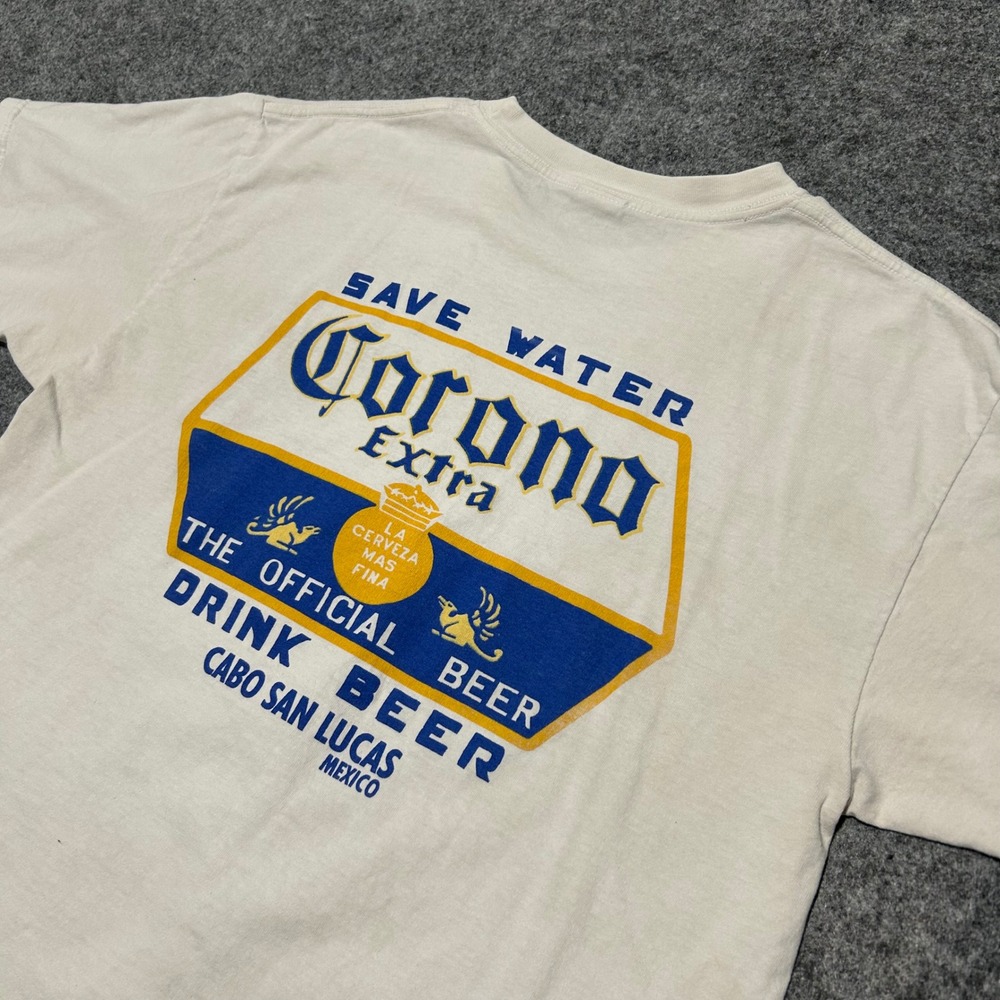 SAVE WATER
Corona
Extra
LA
CERVEZA
MAS
FINA
THE OFFICIAL BEER
DRINK BEER
CABO SAN LUCAS
MEXICO